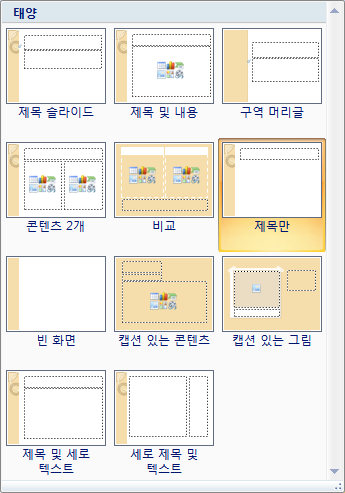 태양
제목 슬라이드
제목 및 내용
구역 머리글
콘텐츠 2개
비교
제목만
빈 화면
캡션 있는 콘텐츠
캡션 있는 그림
제목 및 세로
텍스트
세로 제목 및
텍스트